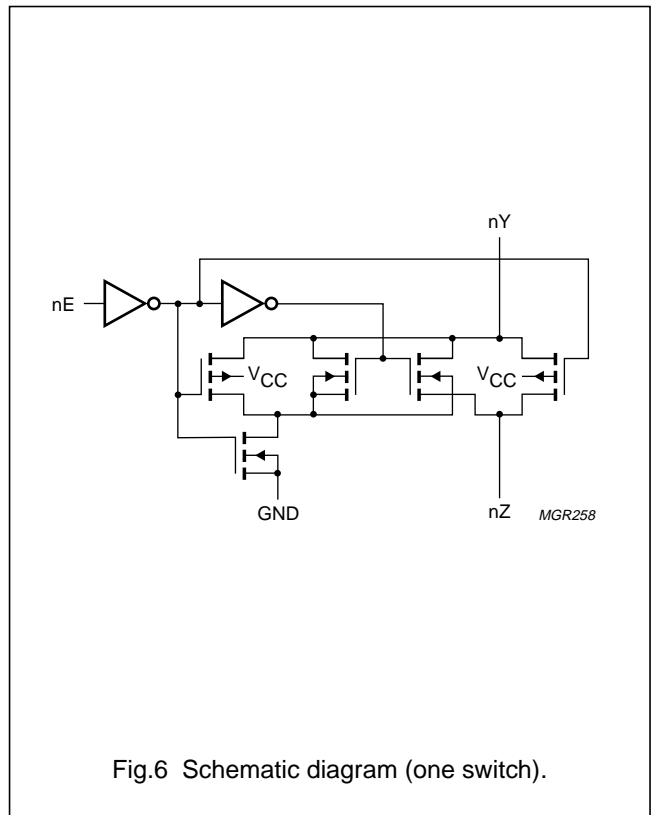 nY
nE
VCC
VCC
GND
nZ
MGR258
Fig.6 Schematic diagram (one switch).